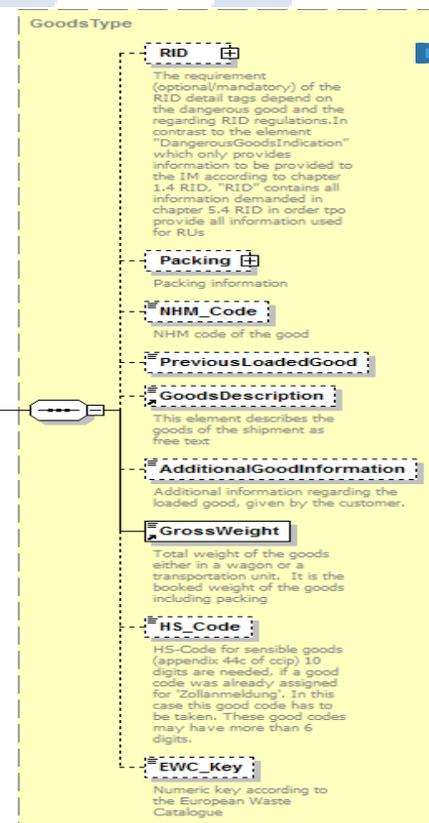 GoodsType
RID
The requirement
(optional/mandatory) of the
RID detail tags depend on
the dangerous good and the
regarding RID regulations.In
contrast to the element
"DangerousGoodsIndication"
which only provides
information to be provided to
the IM according to chapter
1.4 RID, "RID" contains all
information demanded in
chapter 5.4 RID in order tpo
provide all information used
for RUs
Packing
Packing information
NHM_Code
NHM code of the good
PreviousLoadedGood
GoodsDescription
This element describes the
goods of the shipment as
free text
AdditionalGoodInformation
Additional information regarding the
loaded good, given by the customer.
GrossWeight
Total weight of the goods
either in a wagon or a
transportation unit. It is the
booked weight of the goods
including packing
HS_Code
HS-Code for sensible goods
(appendix 44c of ccip) 10
digits are needed, if a good
code was already assigned
for 'Zollanmeldung'. In this
case this good code has to
be taken. These good codes
may have more than 6
digits.
EWC_Key
Numeric key according to
the European Waste
Catalogue